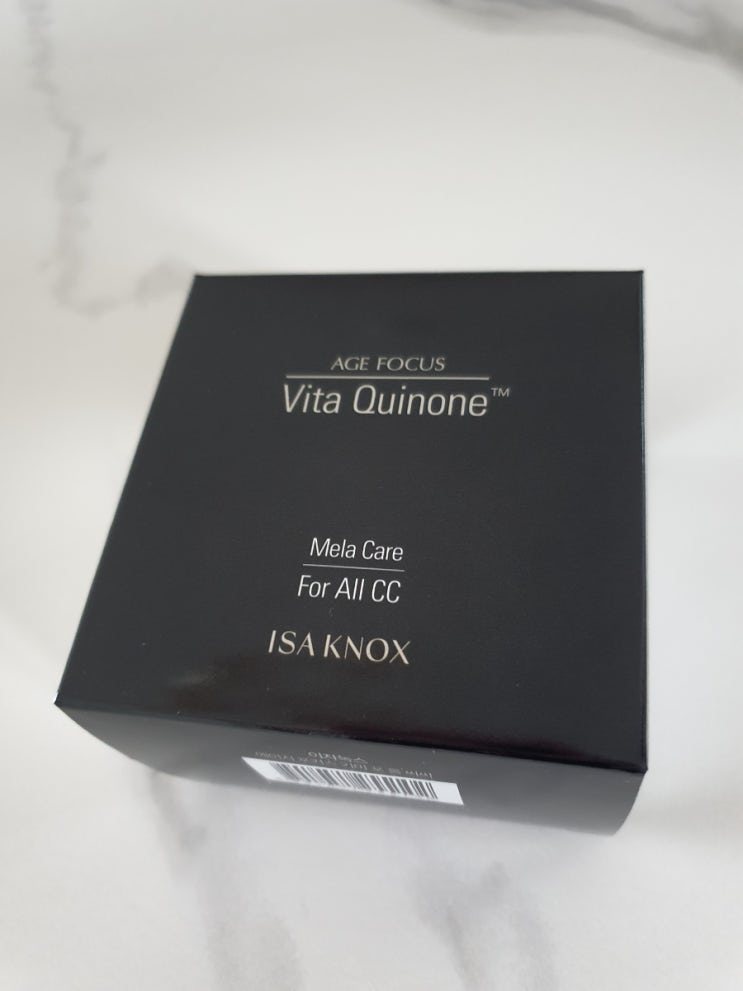 AGE FOCUS
Vita Quinone™
Mela Care
For All CC
ISA KNOX